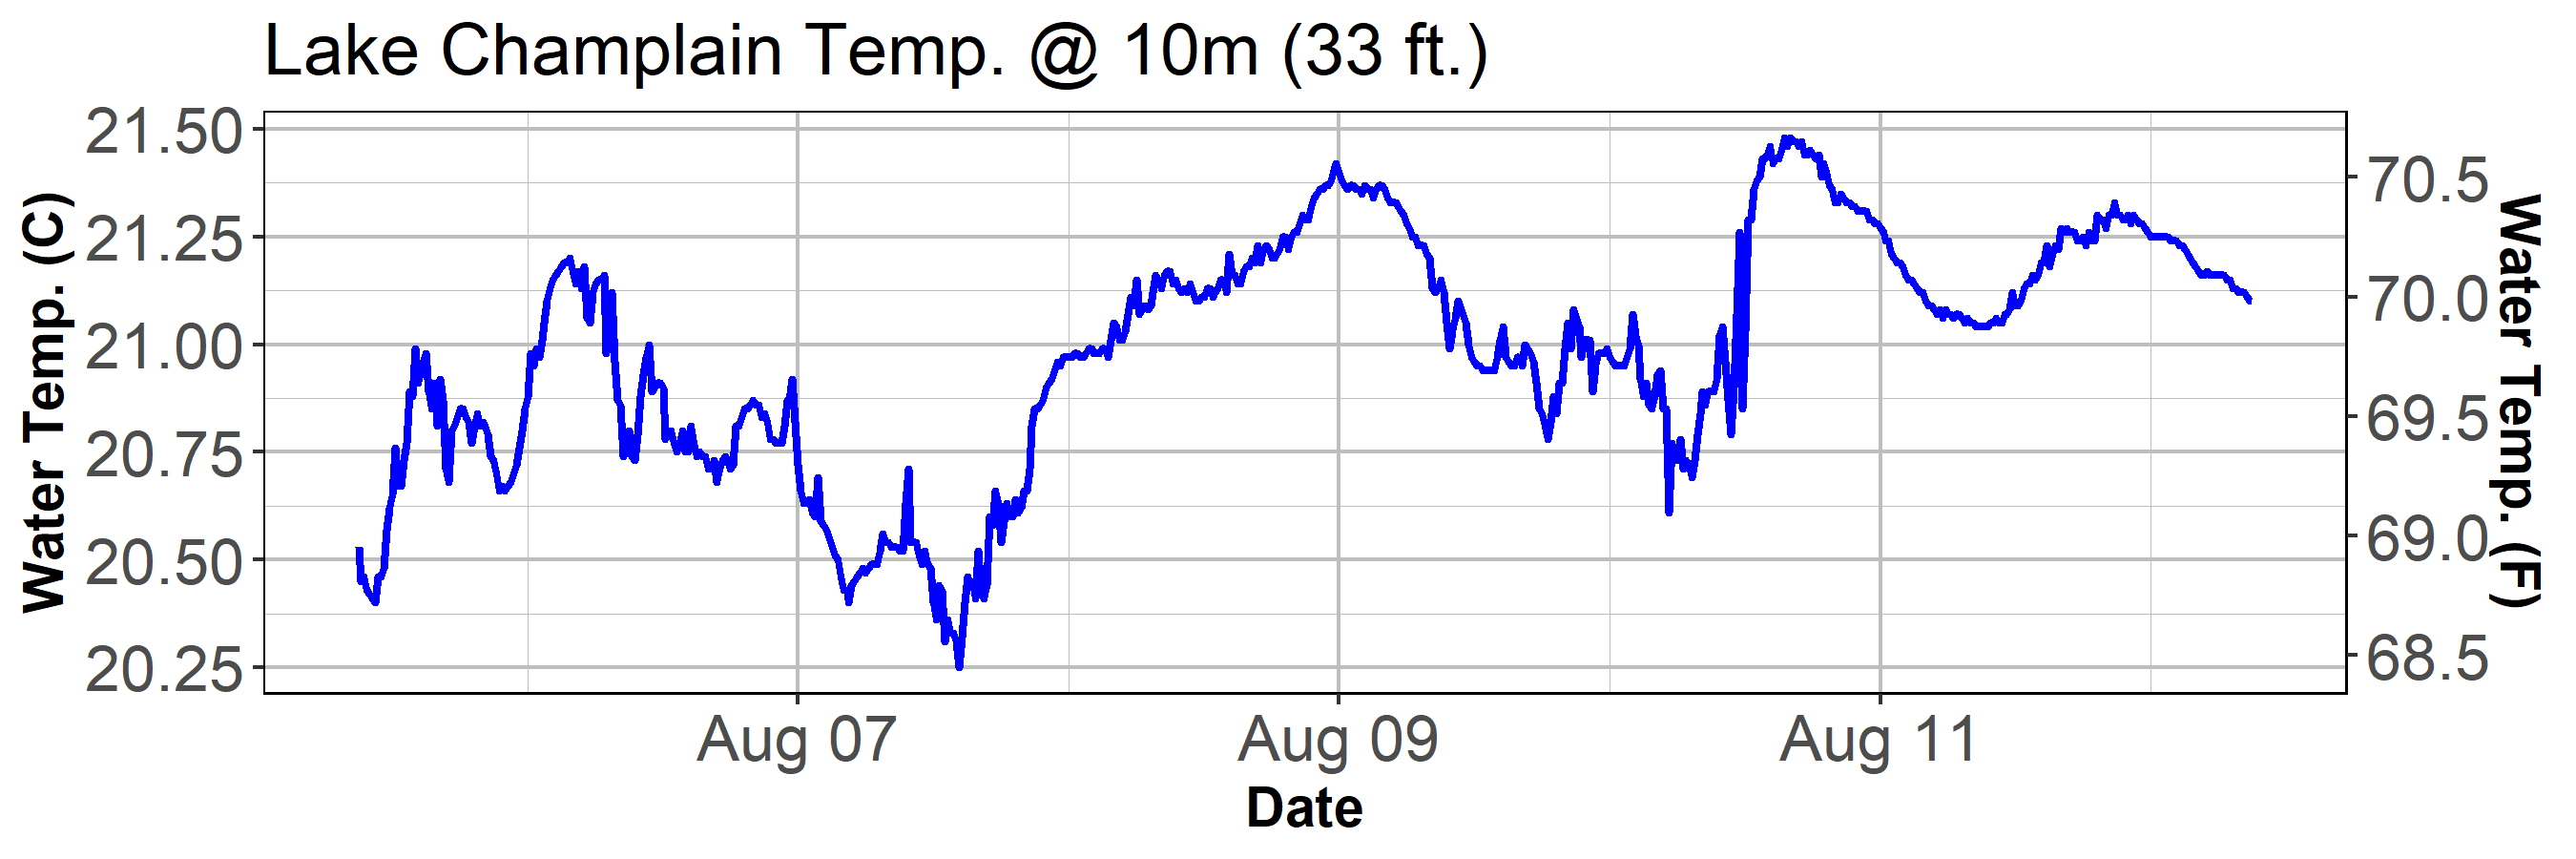 Lake Champlain Temp. @ 10m (33 ft.)
Water Temp. (C)
21.50
21.25
21.00
20.75
20.50
20.25
70.5
70.0
69.5
69.0
68.5
Water Temp. (F)
Aug 07
Aug 09
Aug 11
Date